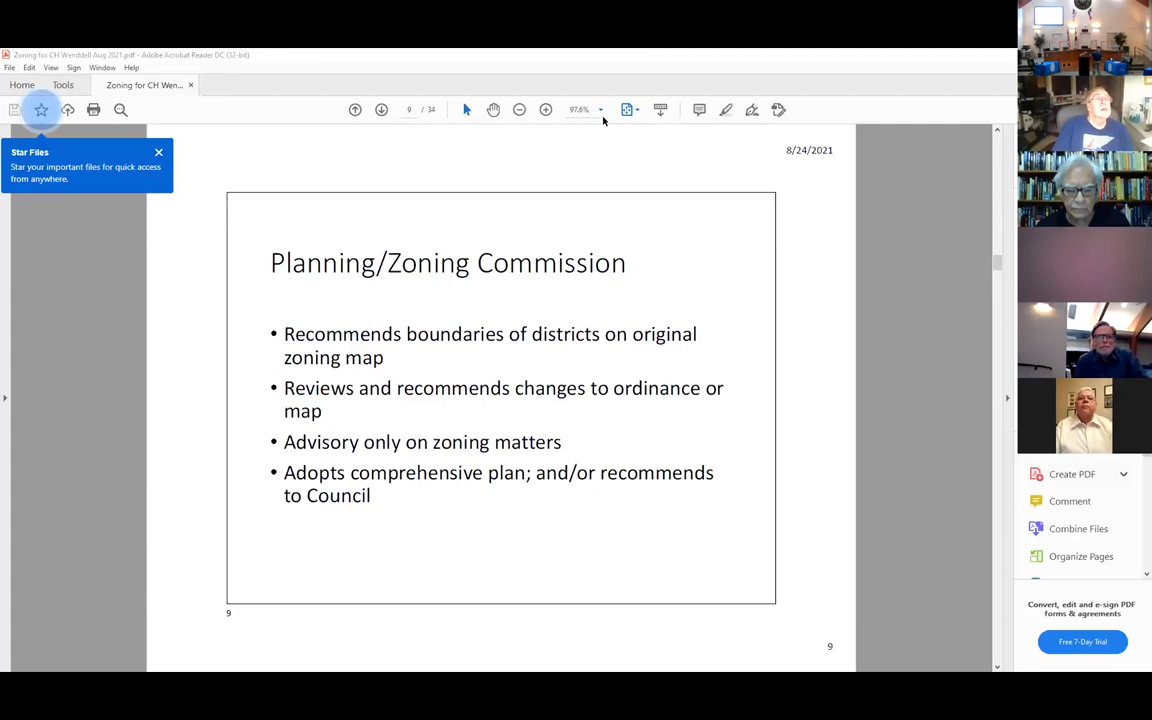 Zoning for CH Wenddell Aug 2021.pdf - Adobe Acrobat Reader DC (32-bit)
File Edit View Sign Window Help
Home Tools Zoning for CH Wen... ×
9 / 34 97.6%
Star Files
Star your important files for quick access
from anywhere.
8/24/2021
Planning/Zoning Commission
• Recommends boundaries of districts on original
zoning map
• Reviews and recommends changes to ordinance or
map
• Advisory only on zoning matters
• Adopts comprehensive plan; and/or recommends
to Council
9
9
Create PDF
Comment
Combine Files
Organize Pages
Convert, edit and e-sign PDF
forms & agreements
Free 7-Day Trial